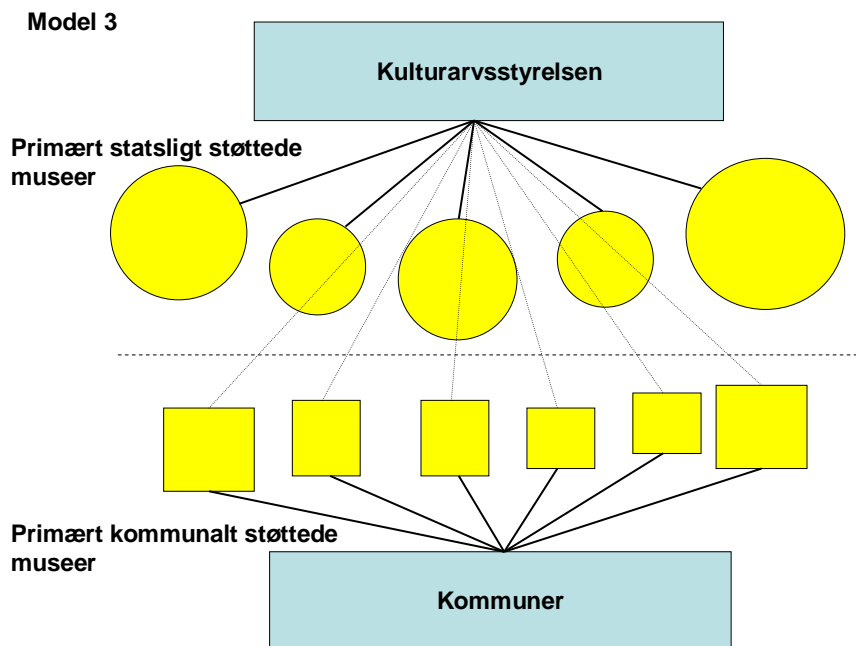 Model 3
Kulturarvsstyrelsen
Primært statsligt støttede
museer
Primært kommunalt støttede
museer
Kommuner